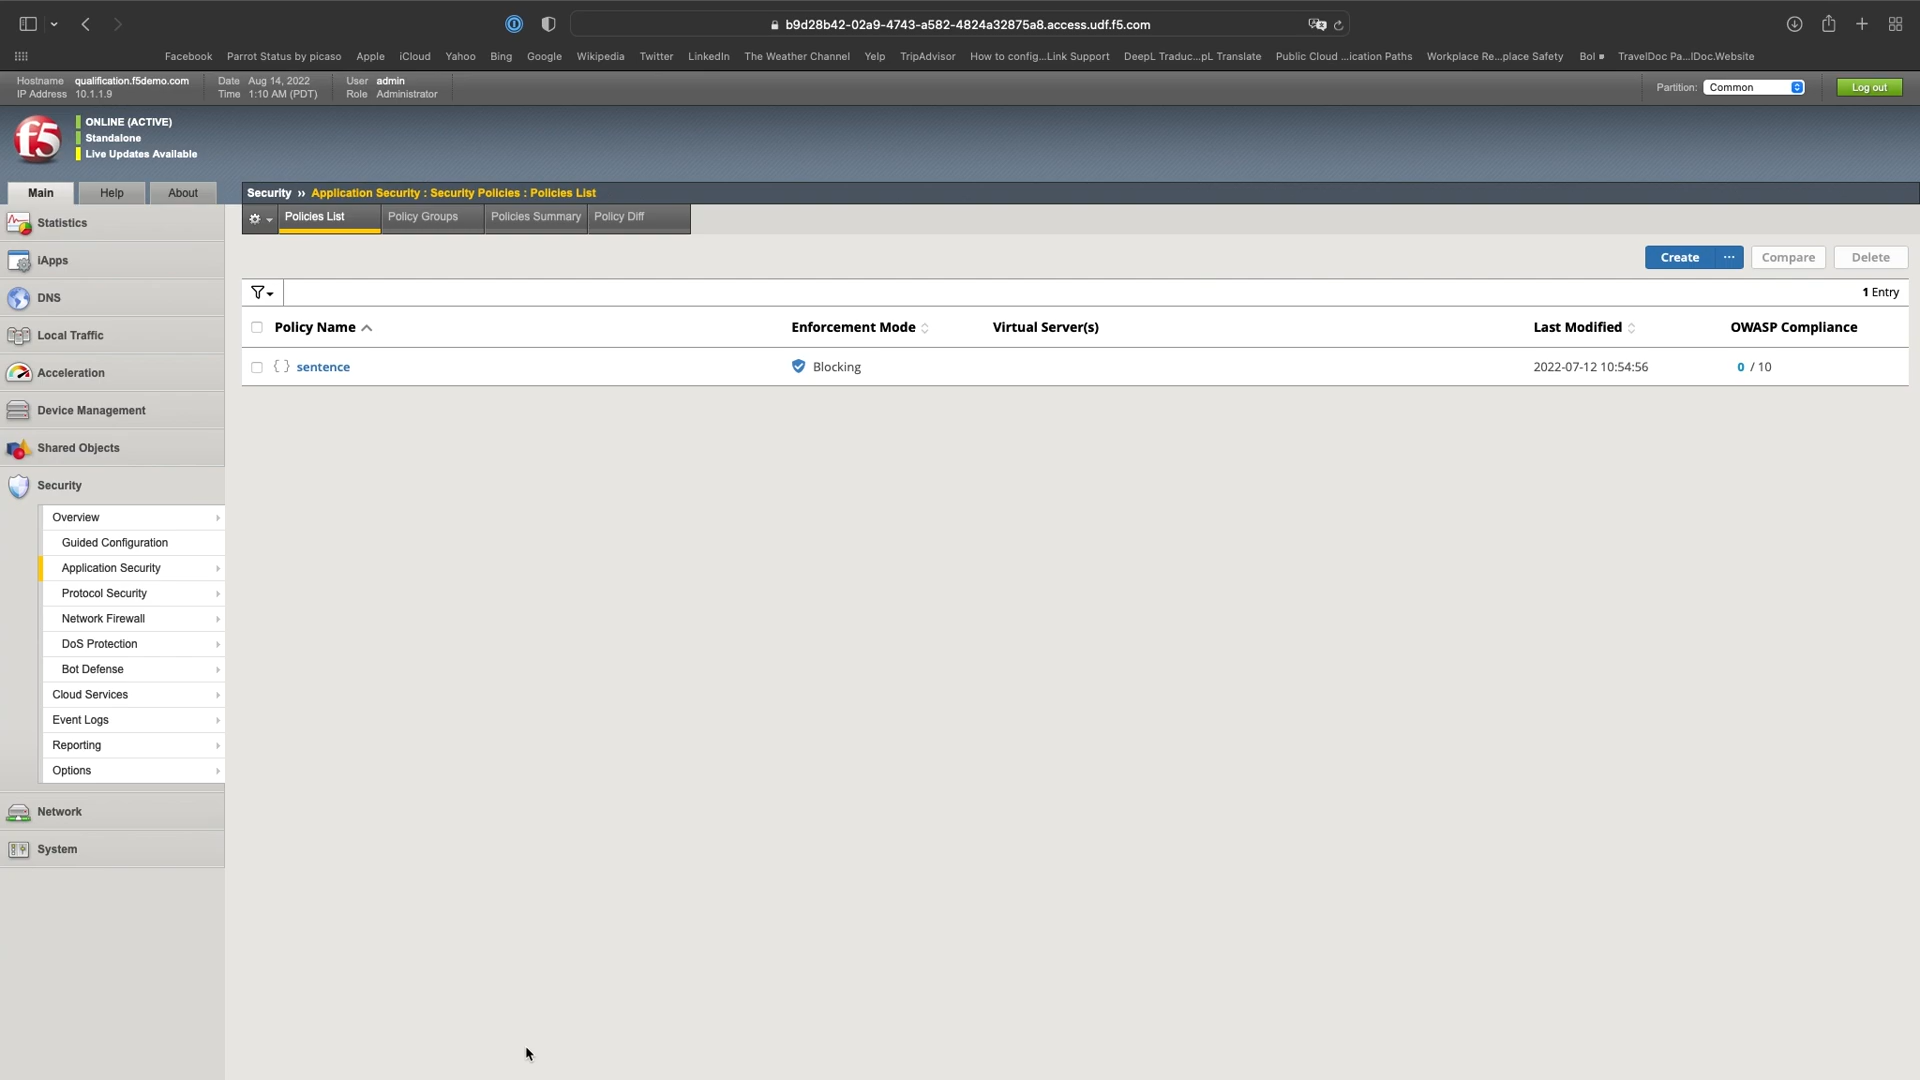 b9d28b42-02a9-4743-a582-4824a32875a8.access.udf.f5.com
Facebook Parrot Status by picaso Apple iCloud Yahoo Bing Google Wikipedia Twitter LinkedIn The Weather Channel Yelp TripAdvisor How to config...Link Support DeepL Traduc...pL Translate Public Cloud ...ication Paths Workplace Re...place Safety Bol TravelDoc Pa...lDoc.Website
Hostname qualification.f5demo.com Date Aug 14, 2022 User admin
IP Address 10.1.1.9 Time 1:10 AM (PDT) Role Administrator
Partition: Common Log out
f5
ONLINE (ACTIVE)
Standalone
Live Updates Available
Main Help About
Security ›› Application Security : Security Policies : Policies List
Policies List Policy Groups Policies Summary Policy Diff
Statistics
iApps
DNS
Local Traffic
Acceleration
Device Management
Shared Objects
Security
Overview
Guided Configuration
Application Security
Protocol Security
Network Firewall
DoS Protection
Bot Defense
Cloud Services
Event Logs
Reporting
Options
Network
System
Create ··· Compare Delete
1 Entry
Policy Name Enforcement Mode Virtual Server(s) Last Modified OWASP Compliance
{ } sentence Blocking 2022-07-12 10:54:56 0 / 10